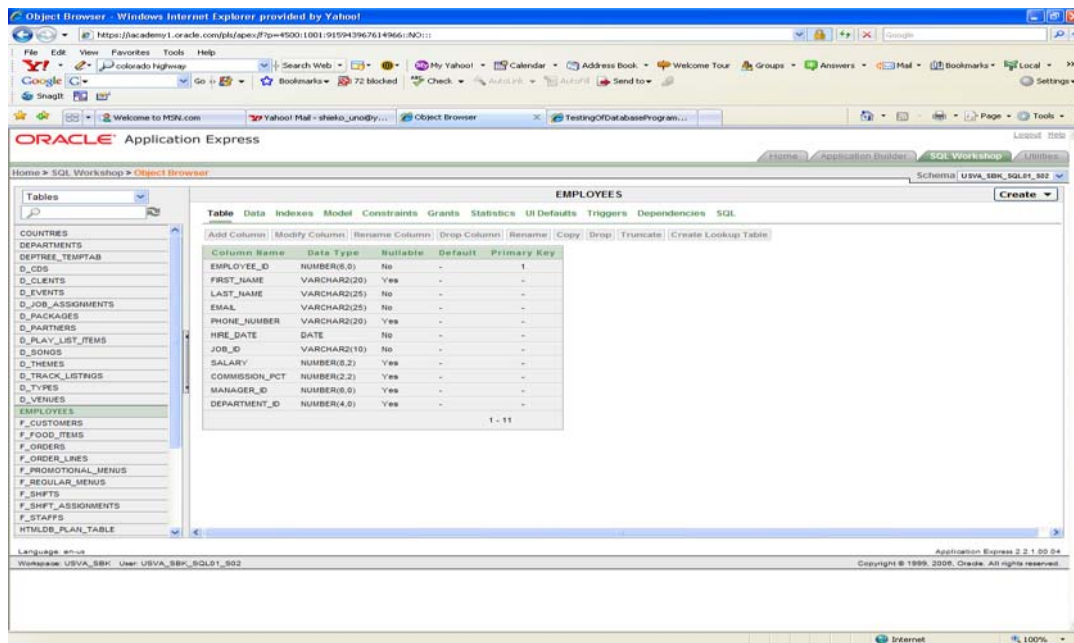 Object Browser - Windows Internet Explorer provided by Yahoo!
https://iacademy1.oracle.com/pls/apex/f?p=4500:1001:915943967614966::NO:::
Google
File Edit View Favorites Tools Help
Y! colorado highway Search Web My Yahoo! Calendar Address Book Welcome Tour Groups Answers Mail Bookmarks Local
Google G Go Bookmarks 72 blocked Check AutoLink AutoFill Send to Settings
SnagIt
Welcome to MSN.com Yahoo! Mail - shieko_uno@y... Object Browser TestingOfDatabaseProgram... Page Tools
ORACLE Application Express
Logout Help
Home Application Builder SQL Workshop Utilities
Home > SQL Workshop > Object Browser
Schema USVA_SBK_SQL01_S02
Tables
EMPLOYEES
Create
Table Data Indexes Model Constraints Grants Statistics UI Defaults Triggers Dependencies SQL
Add Column Modify Column Rename Column Drop Column Rename Copy Drop Truncate Create Lookup Table
Column Name Data Type Nullable Default Primary Key
EMPLOYEE_ID NUMBER(6,0) No - 1
FIRST_NAME VARCHAR2(20) Yes - -
LAST_NAME VARCHAR2(25) No - -
EMAIL VARCHAR2(25) No - -
PHONE_NUMBER VARCHAR2(20) Yes - -
HIRE_DATE DATE No - -
JOB_ID VARCHAR2(10) No - -
SALARY NUMBER(8,2) Yes - -
COMMISSION_PCT NUMBER(2,2) Yes - -
MANAGER_ID NUMBER(6,0) Yes - -
DEPARTMENT_ID NUMBER(4,0) Yes - -
1 - 11
COUNTRIES
DEPARTMENTS
DEPTREE_TEMPTAB
D_CDS
D_CLIENTS
D_EVENTS
D_JOB_ASSIGNMENTS
D_PACKAGES
D_PARTNERS
D_PLAY_LIST_ITEMS
D_SONGS
D_THEMES
D_TRACK_LISTINGS
D_TYPES
D_VENUES
EMPLOYEES
F_CUSTOMERS
F_FOOD_ITEMS
F_ORDERS
F_ORDER_LINES
F_PROMOTIONAL_MENUS
F_REGULAR_MENUS
F_SHIFTS
F_SHIFT_ASSIGNMENTS
F_STAFFS
HTMLDB_PLAN_TABLE
Language: en-us
Application Express 2.2.1.00.04
Workspace: USVA_SBK User: USVA_SBK_SQL01_S02
Copyright © 1999, 2006, Oracle. All rights reserved.
Internet 100%